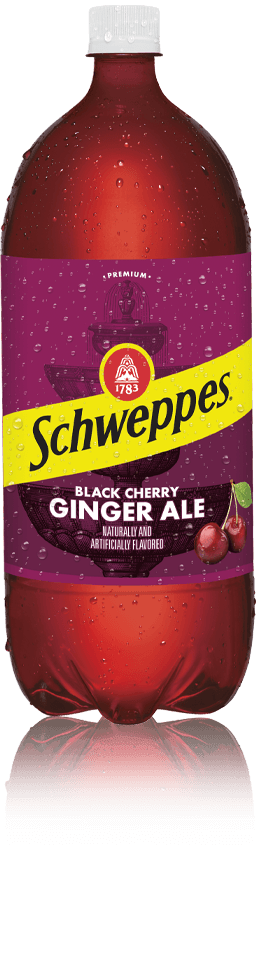 • PREMIUM •
1783
Schweppes®
BLACK CHERRY
GINGER ALE
NATURALLY AND
ARTIFICIALLY FLAVORED